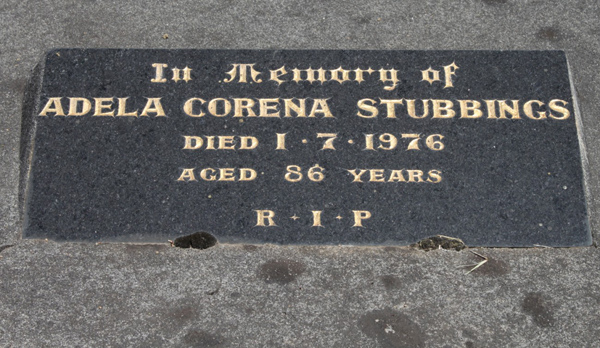 In Memory of
ADELA CORENA STUBBINGS
DIED 1·7·1976
AGED 86 YEARS
R·I·P